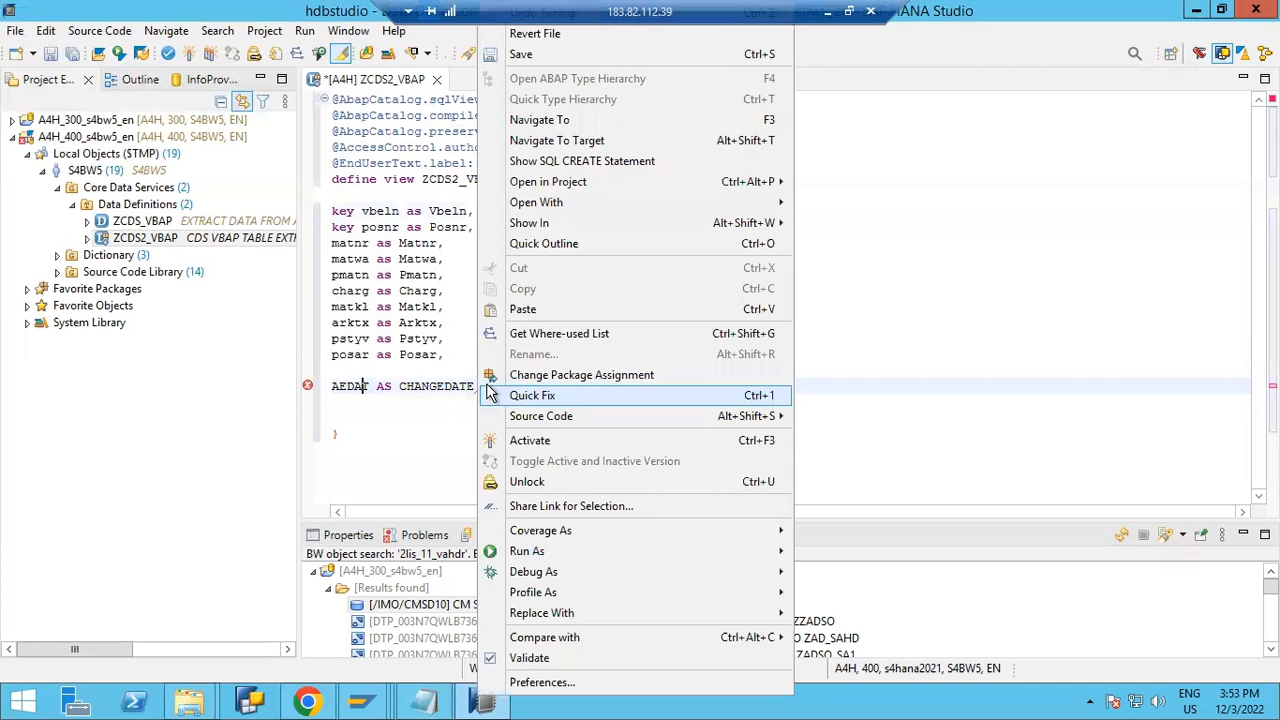 hdbstudio -
183.82.112.39
HANA Studio
File Edit Source Code Navigate Search Project Run Window Help
Project E...
Outline
InfoProv...
*[A4H] ZCDS2_VBAP
A4H_300_s4bw5_en [A4H, 300, S4BW5, EN]
A4H_400_s4bw5_en [A4H, 400, S4BW5, EN]
Local Objects ($TMP) (19)
S4BW5 (19) S4BW5
Core Data Services (2)
Data Definitions (2)
ZCDS_VBAP EXTRACT DATA FROM
ZCDS2_VBAP CDS VBAP TABLE EXT
Dictionary (3)
Source Code Library (14)
Favorite Packages
Favorite Objects
System Library
@AbapCatalog.sqlView
@AbapCatalog.compile
@AbapCatalog.preserv
@AccessControl.autho
@EndUserText.label:
define view ZCDS2_VB
key vbeln as Vbeln,
key posnr as Posnr,
matnr as Matnr,
matwa as Matwa,
pmatn as Pmatn,
charg as Charg,
matkl as Matkl,
arktx as Arktx,
pstyv as Pstyv,
posar as Posar,
AEDAT AS CHANGEDATE
}
Revert File
Save Ctrl+S
Open ABAP Type Hierarchy F4
Quick Type Hierarchy Ctrl+T
Navigate To F3
Navigate To Target Alt+Shift+T
Show SQL CREATE Statement
Open in Project Ctrl+Alt+P
Open With
Show In Alt+Shift+W
Quick Outline Ctrl+O
Cut Ctrl+X
Copy Ctrl+C
Paste Ctrl+V
Get Where-used List Ctrl+Shift+G
Rename... Alt+Shift+R
Change Package Assignment
Quick Fix Ctrl+1
Source Code Alt+Shift+S
Activate Ctrl+F3
Toggle Active and Inactive Version
Unlock Ctrl+U
Share Link for Selection...
Coverage As
Run As
Debug As
Profile As
Replace With
Compare with Ctrl+Alt+C
Validate
Preferences...
Properties
Problems
BW object search: '2lis_11_vahdr'.
[A4H_300_s4bw5_en]
[Results found]
[/IMO/CMSD10] CM S
[DTP_003N7QWLB736 ZZADSO
[DTP_003N7QWLB736 ZO ZAD_SAHD
[DTP_003N7QWLB736 ZADSO_SA1
A4H, 400, s4hana2021, S4BW5, EN
ENG
US
3:53 PM
12/3/2022